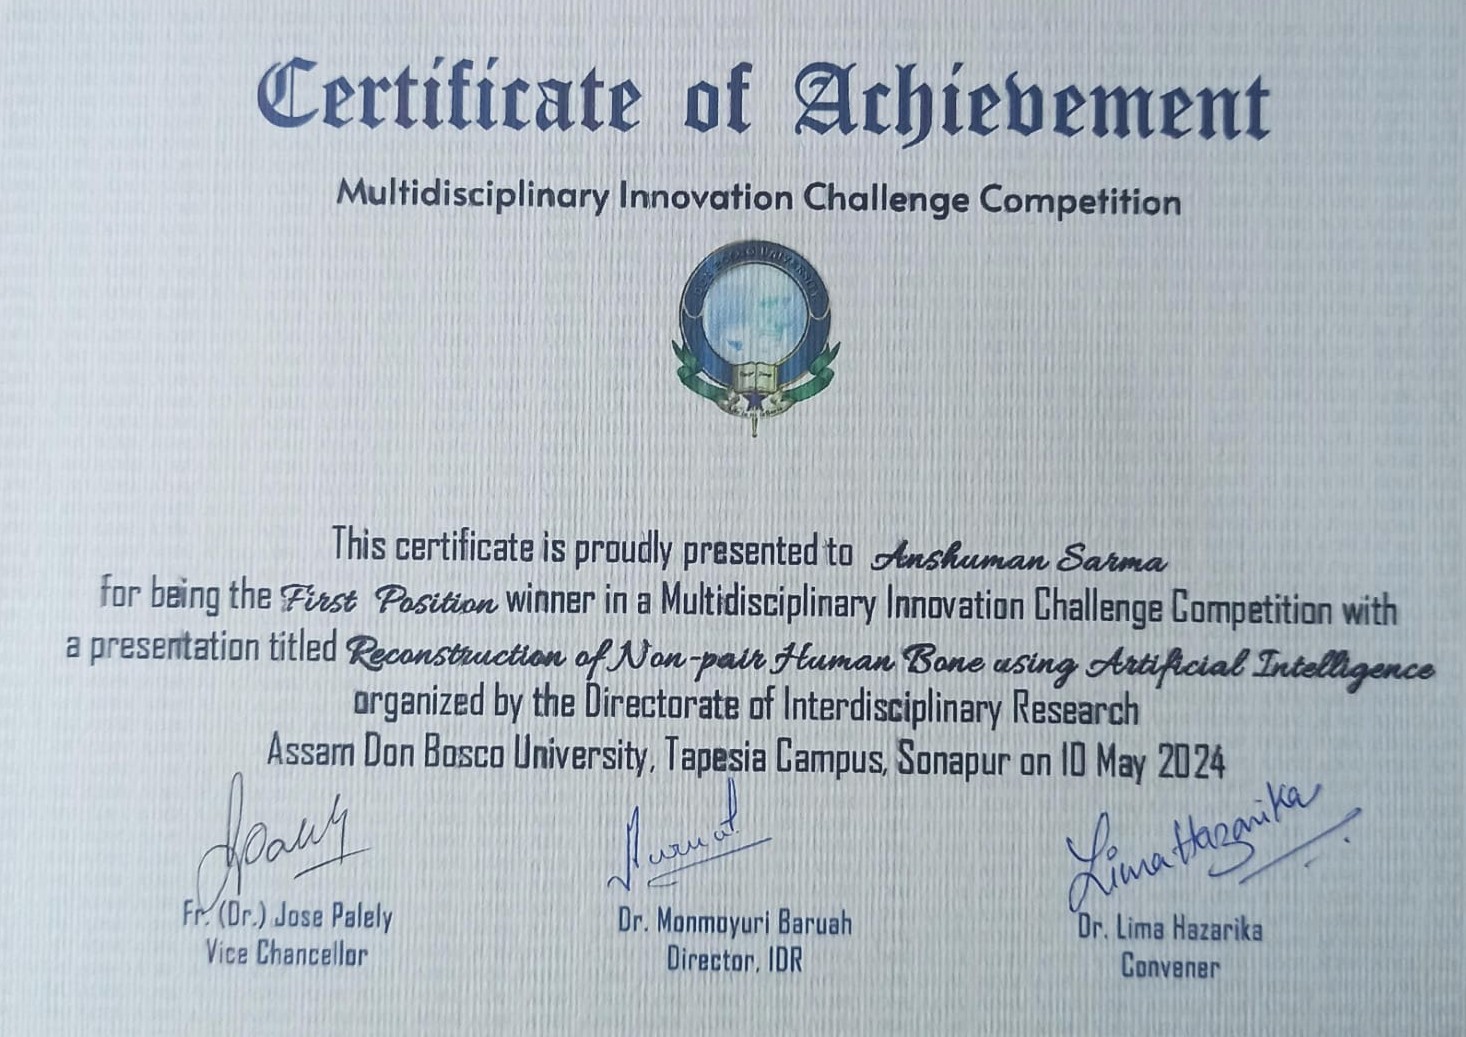 Certificate of Achievement
Multidisciplinary Innovation Challenge Competition
This certificate is proudly presented to Anshuman Sarma
for being the First Position winner in a Multidisciplinary Innovation Challenge Competition with
a presentation titled Reconstruction of Non-pair Human Bone using Artificial Intelligence
organized by the Directorate of Interdisciplinary Research
Assam Don Bosco University, Tapesia Campus, Sonapur on 10 May 2024
Lima Hazarika
Fr. (Dr.) Jose Palely
Vice Chancellor
Dr. Monmoyuri Baruah
Director, IDR
Dr. Lima Hazarika
Convener